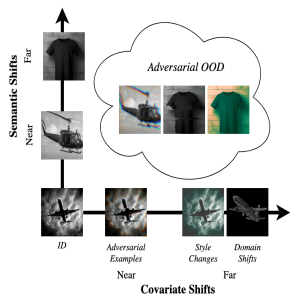 Semantic Shifts
Far
Near
Adversarial OOD
ID
Adversarial
Examples
Style
Changes
Domain
Shifts
Near
Far
Covariate Shifts